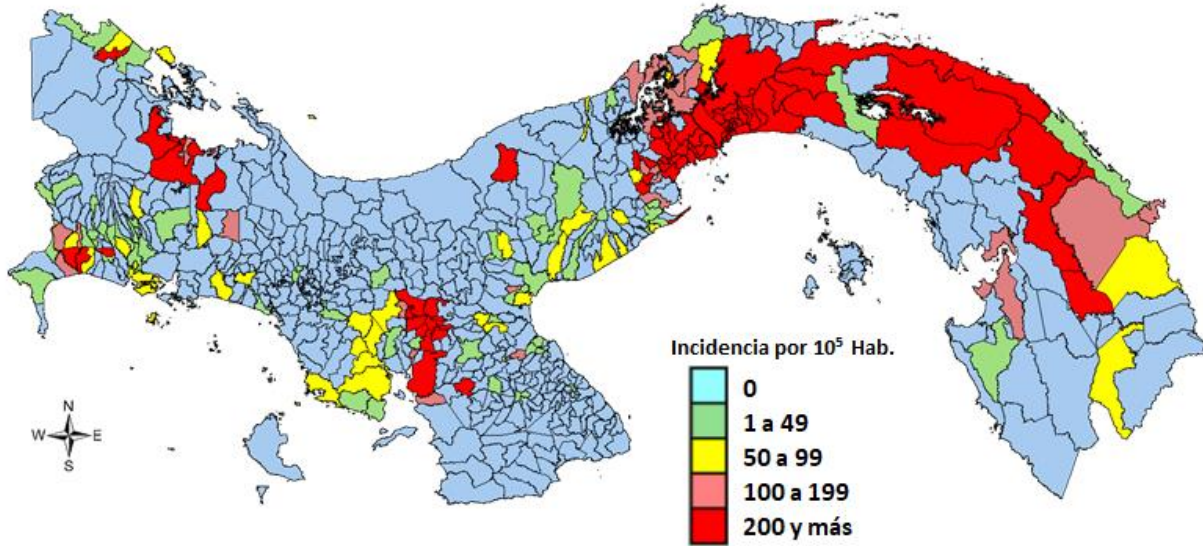 Incidencia por 10⁵ Hab.
0
1 a 49
50 a 99
100 a 199
200 y más
N
W E
S